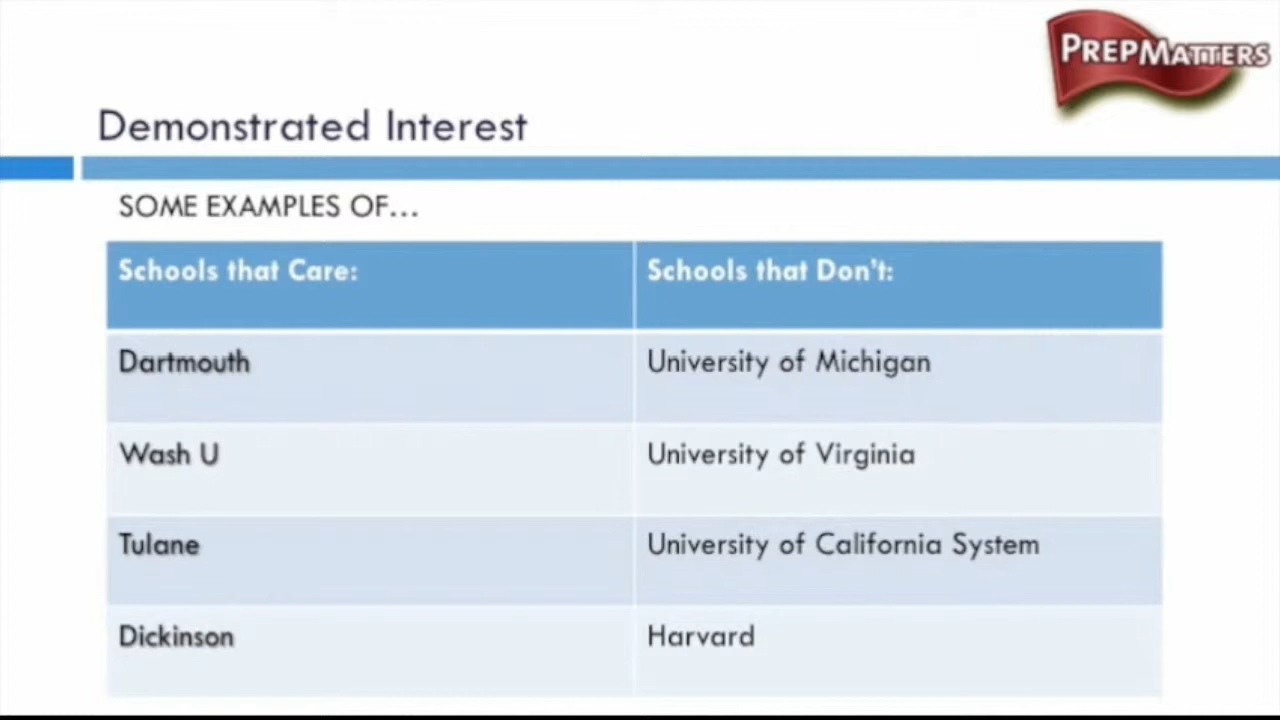 PREPMATTERS
Demonstrated Interest
SOME EXAMPLES OF...
Schools that Care: Schools that Don't:
Dartmouth University of Michigan
Wash U University of Virginia
Tulane University of California System
Dickinson Harvard